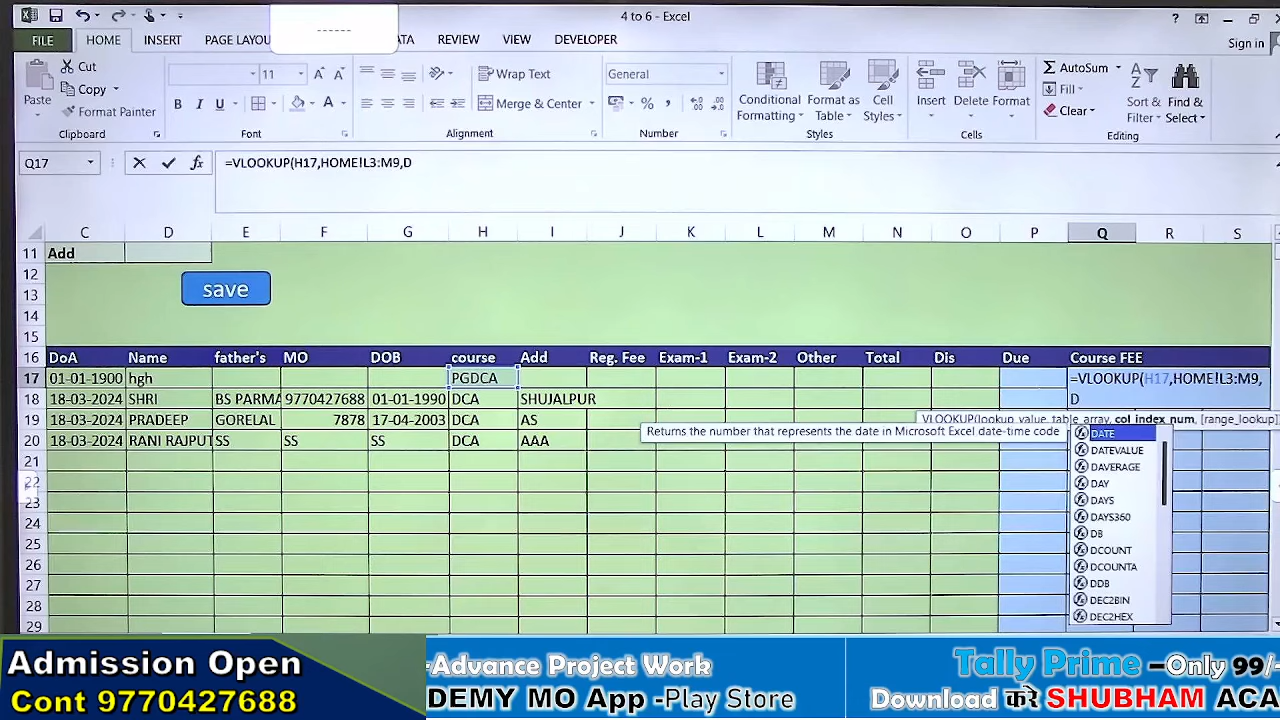 4 to 6 - Excel
------
FILE HOME INSERT PAGE LAYOU ATA REVIEW VIEW DEVELOPER Sign in
Cut
Copy
Format Painter
Paste
Clipboard
11
Font
Wrap Text
Merge & Center
Alignment
General
Number
Conditional Formatting
Format as Table
Cell Styles
Styles
Insert Delete Format
Cells
AutoSum
Fill
Clear
Sort & Filter
Find & Select
Editing
Q17 =VLOOKUP(H17,HOME!L3:M9,D
C D E F G H I J K L M N O P Q R S
11 Add
12
save
13
14
15
16 DoA Name father's MO DOB course Add Reg. Fee Exam-1 Exam-2 Other Total Dis Due Course FEE
17 01-01-1900 hgh PGDCA =VLOOKUP(H17,HOME!L3:M9,
D
18 18-03-2024 SHRI BS PARMA 9770427688 01-01-1990 DCA SHUJALPUR
19 18-03-2024 PRADEEP GORELAL 7878 17-04-2003 DCA AS
VLOOKUP(lookup_value, table_array, col_index_num, [range_lookup])
Returns the number that represents the date in Microsoft Excel date-time code
20 18-03-2024 RANI RAJPUT SS SS SS DCA AAA
21
22
23
24
25
26
27
28
29
DATE
DATEVALUE
DAVERAGE
DAY
DAYS
DAYS360
DB
DCOUNT
DCOUNTA
DDB
DEC2BIN
DEC2HEX
Admission Open
Cont 9770427688
-Advance Project Work
DEMY MO App -Play Store
Tally Prime –Only 99/-
Download करे SHUBHAM ACA